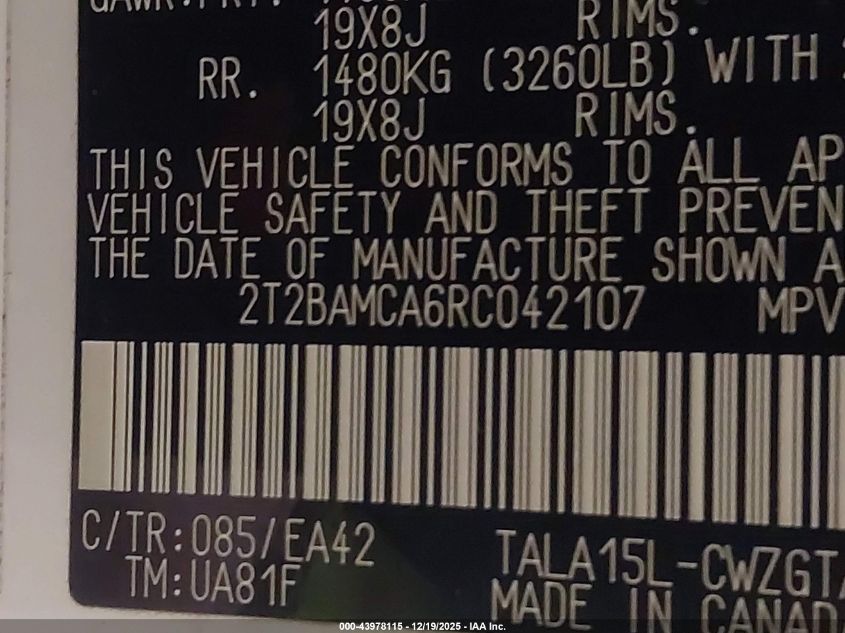 19X8J RIMS.
RR. 1480KG (3260LB) WITH
19X8J RIMS.
THIS VEHICLE CONFORMS TO ALL AP
VEHICLE SAFETY AND THEFT PREVEN
THE DATE OF MANUFACTURE SHOWN A
2T2BAMCA6RC042107 MPV
C/TR:085/EA42 TALA15L-CWZGT
TM:UA81F MADE IN CANAD
000-43978115 - 12/19/2025 - IAA Inc.